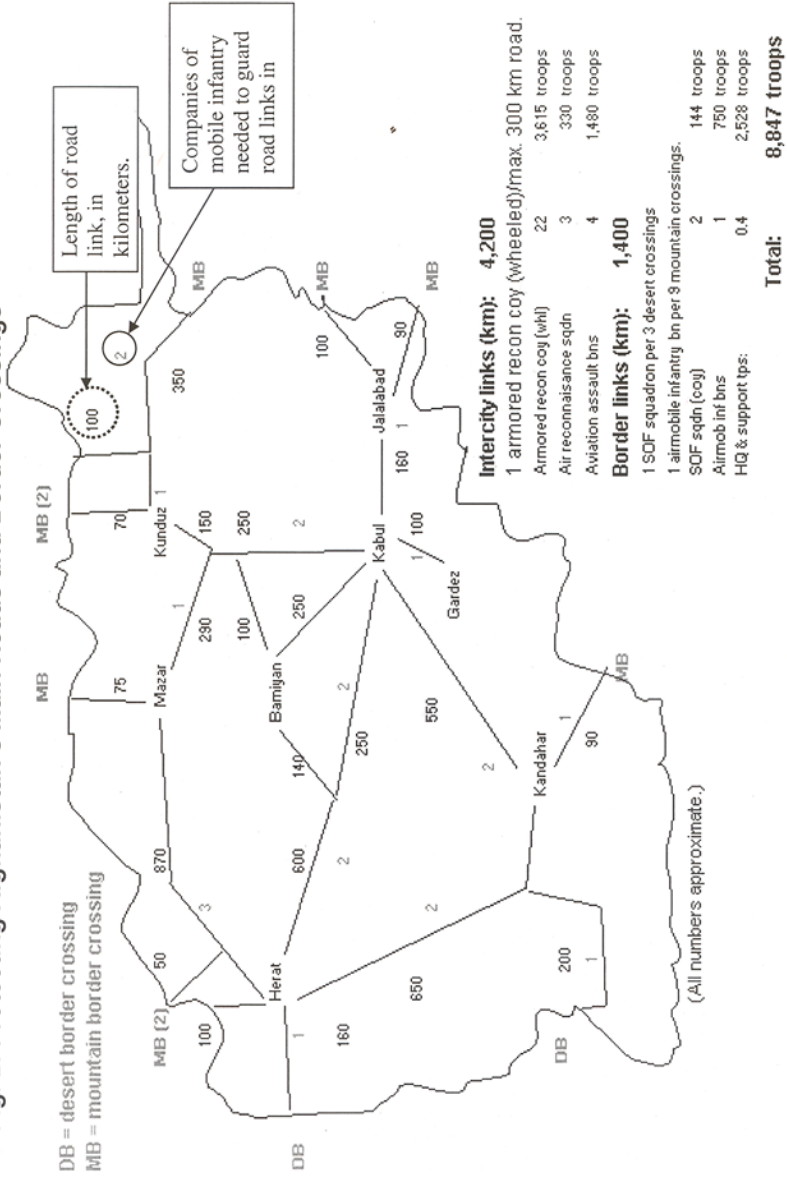 Protecting Afghanistan's Main Roads and Border Crossings
DB = desert border crossing
MB = mountain border crossing
Length of road
link, in
kilometers.
Companies of
mobile infantry
needed to guard
road links in
100
2
MB (2)
MB
MB (2)
MB
MB
MB
MB
DB
DB
70
75
50
100
870
3
Mazar
Kunduz
1
350
1
290
150
250
100
2
Herat
1
160
600
2
140
Bamiyan
250
2
250
Kabul
160
1
Jalalabad
100
90
1
100
Gardez
650
2
550
2
Kandahar
1
90
200
1
(All numbers approximate.)
Intercity links (km): 4,200
1 armored recon coy (wheeled)/max. 300 km road.
Armored recon coy (whl) 22 3,615 troops
Air reconnaisance sqdn 3 330 troops
Aviation assault bns 4 1,480 troops
Border links (km): 1,400
1 SOF squadron per 3 desert crossings
1 airmobile infantry bn per 9 mountain crossings.
SOF sqdn (coy) 2 144 troops
Airmob inf bns 1 750 troops
HQ & support tps: 0.4 2,528 troops
Total: 8,847 troops